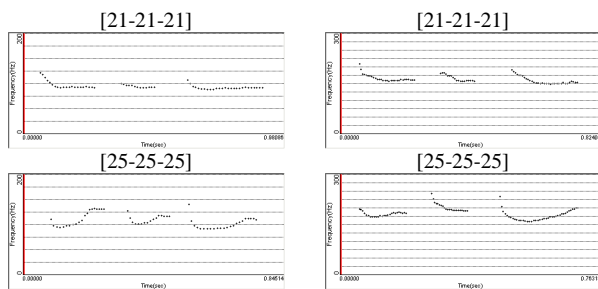 [21-21-21]
200
Frequency(Hz)
0
0.00000
Time(sec)
[21-21-21]
300
Frequency(Hz)
0
0.00000
Time(sec)
0.8249
[25-25-25]
200
Frequency(Hz)
0
0.00000
Time(sec)
0.84614
[25-25-25]
300
Frequency(Hz)
0
0.00000
Time(sec)
0.7631